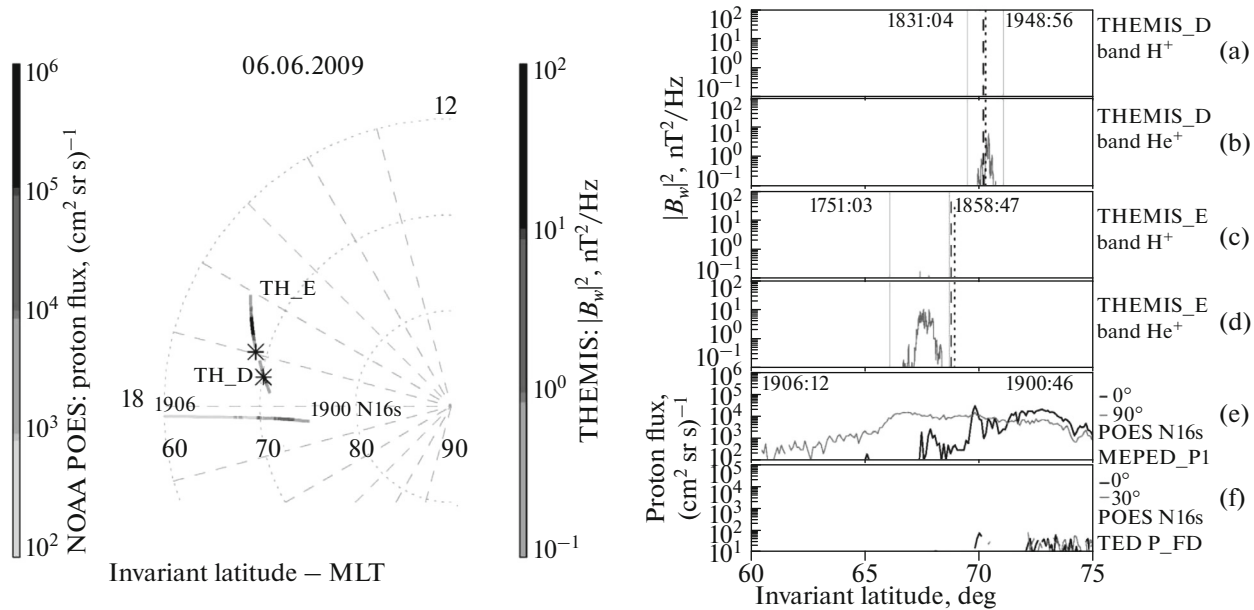 06.06.2009
12
10^6
10^5
10^4
10^3
10^2
NOAA POES: proton flux, (cm^2 sr s)^−1
TH_E
TH_D
18
1906
1900 N16s
60
70
80
90
Invariant latitude – MLT
10^2
10^1
10^0
10^−1
THEMIS: |B_w|^2, nT^2/Hz
|B_w|^2, nT^2/Hz
10^2
10^1
10^0
10^−1
1831:04
1948:56
THEMIS_D
band H^+
(a)
10^2
10^1
10^0
10^−1
THEMIS_D
band He^+
(b)
10^2
10^1
10^0
10^−1
1751:03
1858:47
THEMIS_E
band H^+
(c)
10^2
10^1
10^0
10^−1
THEMIS_E
band He^+
(d)
Proton flux,
(cm^2 sr s)^−1
10^6
10^5
10^4
10^3
10^2
1906:12
1900:46
–0°
–90°
POES N16s
MEPED_P1
(e)
10^5
10^4
10^3
10^2
10^1
–0°
–30°
POES N16s
TED P_FD
(f)
60
65
70
75
Invariant latitude, deg